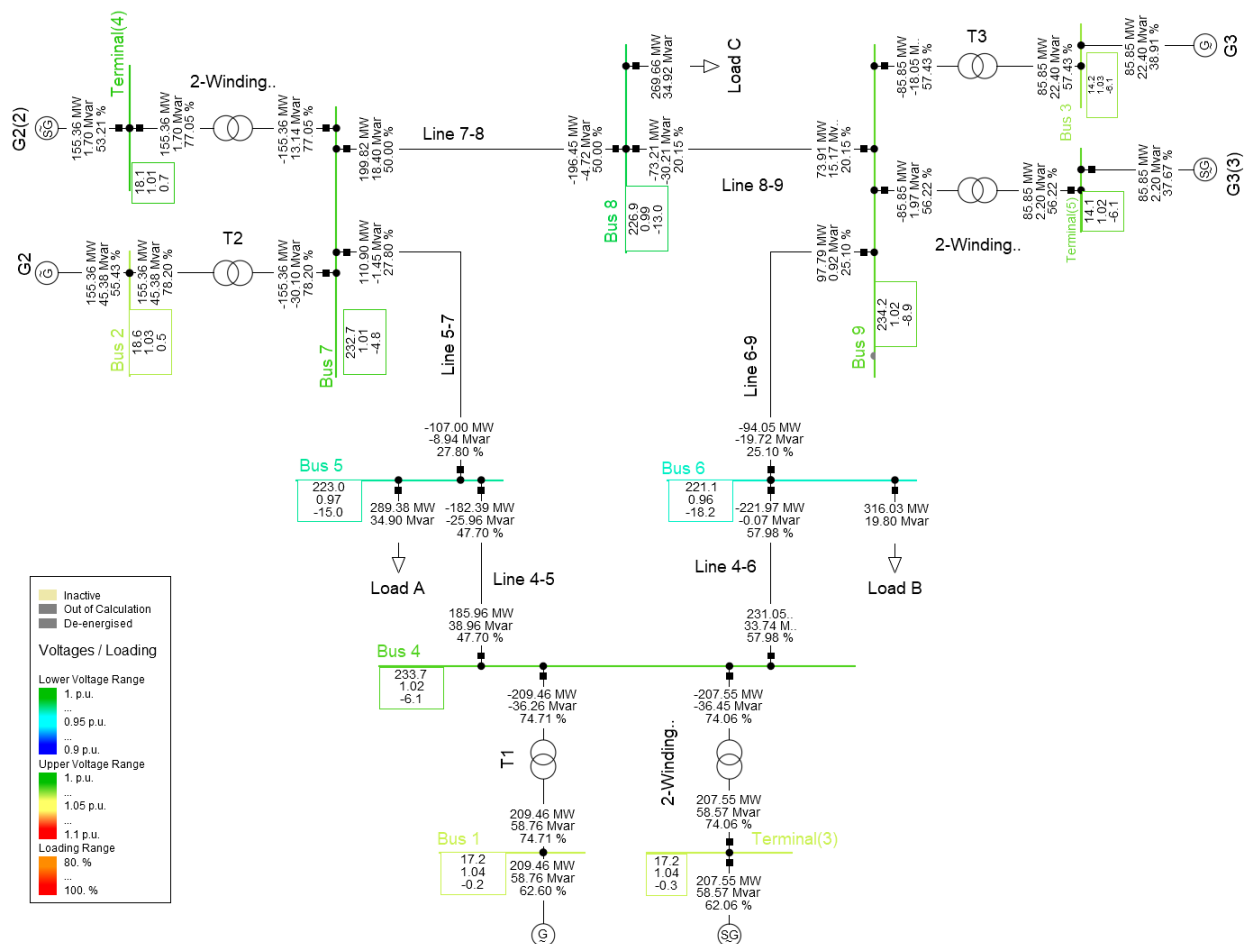 Terminal(4)
2-Winding..
G2(2)
SG
155.36 MW
1.70 Mvar
53.21 %
155.36 MW
1.70 Mvar
77.05 %
-155.36 MW
13.14 Mvar
77.05 %
18.1
1.01
0.7
199.82 MW
18.40 Mvar
50.00 %
Line 7-8
-196.45 MW
-4.72 Mvar
50.00 %
269.66 MW
34.92 Mvar
Load C
-73.21 MW
-30.21 Mvar
20.15 %
Line 8-9
73.91 MW
15.17 Mv..
20.15 %
Bus 8
226.9
0.99
-13.0
-85.85 MW
-18.05 M..
57.43 %
T3
85.85 MW
22.40 Mvar
57.43 %
85.85 MW
22.40 Mvar
38.91 %
G
G3
Bus 3
14.2
1.03
-6.1
-85.85 MW
1.97 Mvar
56.22 %
2-Winding..
85.85 MW
2.20 Mvar
56.22 %
85.85 MW
2.20 Mvar
37.67 %
SG
G3(3)
Terminal(5)
14.1
1.02
-6.1
G2
G
155.36 MW
45.38 Mvar
55.43 %
155.36 MW
45.38 Mvar
78.20 %
T2
-155.36 MW
-30.10 Mvar
78.20 %
Bus 2
18.6
1.03
0.5
110.90 MW
-1.45 Mvar
27.80 %
Bus 7
232.7
1.01
-4.8
Line 5-7
97.79 MW
0.92 Mvar
25.10 %
Bus 9
234.2
1.02
-8.9
Line 6-9
-107.00 MW
-8.94 Mvar
27.80 %
-94.05 MW
-19.72 Mvar
25.10 %
Bus 5
223.0
0.97
-15.0
289.38 MW
34.90 Mvar
Load A
-182.39 MW
-25.96 Mvar
47.70 %
Line 4-5
185.96 MW
38.96 Mvar
47.70 %
Bus 6
221.1
0.96
-18.2
-221.97 MW
-0.07 Mvar
57.98 %
316.03 MW
19.80 Mvar
Load B
Line 4-6
231.05..
33.74 M..
57.98 %
Bus 4
233.7
1.02
-6.1
-209.46 MW
-36.26 Mvar
74.71 %
-207.55 MW
-36.45 Mvar
74.06 %
T1
2-Winding..
209.46 MW
58.76 Mvar
74.71 %
207.55 MW
58.57 Mvar
74.06 %
Bus 1
17.2
1.04
-0.2
209.46 MW
58.76 Mvar
62.60 %
G
Terminal(3)
17.2
1.04
-0.3
207.55 MW
58.57 Mvar
62.06 %
SG
Inactive
Out of Calculation
De-energised
Voltages / Loading
Lower Voltage Range
1. p.u.
...
0.95 p.u.
...
0.9 p.u.
Upper Voltage Range
1. p.u.
...
1.05 p.u.
...
1.1 p.u.
Loading Range
80. %
...
100. %